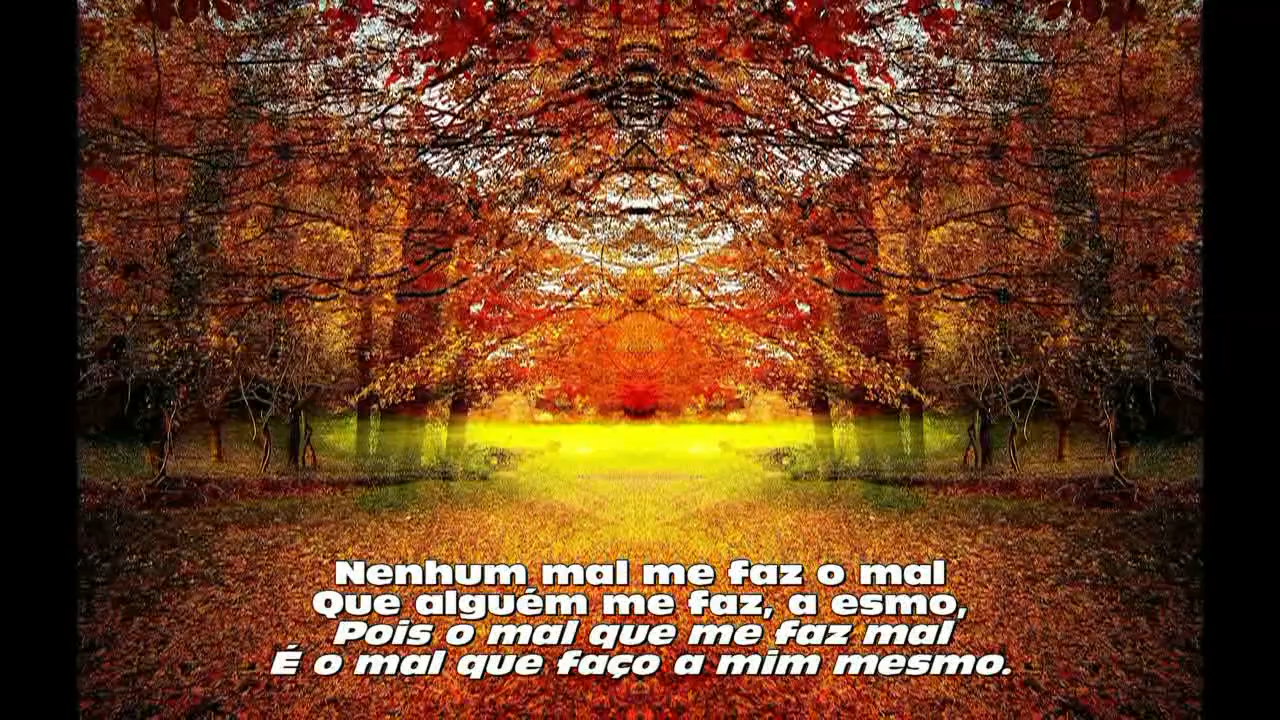 Nenhum mal me faz o mal
Que alguém me faz, a esmo,
Pois o mal que me faz mal
É o mal que faço a mim mesmo.